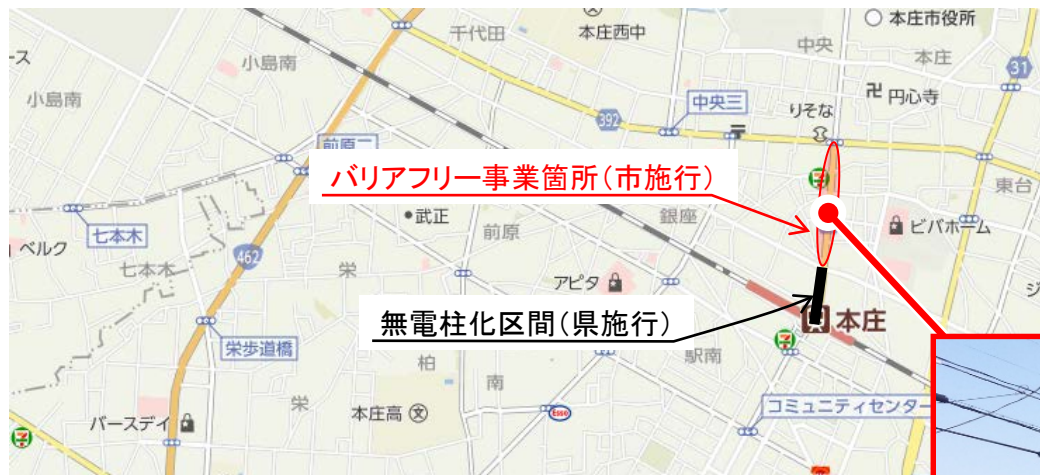 本庄市役所
千代田
本庄西中
中央
本庄
小島南
ース
31
小島南
円心寺
中央三
りそな
392
前原二
バリアフリー事業箇所(市施行)
東台
武正
銀座
ビバホーム
七本木
前原
ベルク
462
七本木
栄
アピタ
ジ
無電柱化区間(県施行)
本庄
栄歩道橋
柏
駅南
南
栄
本庄高
文
Esso
コミュニティセンター
バースデイ